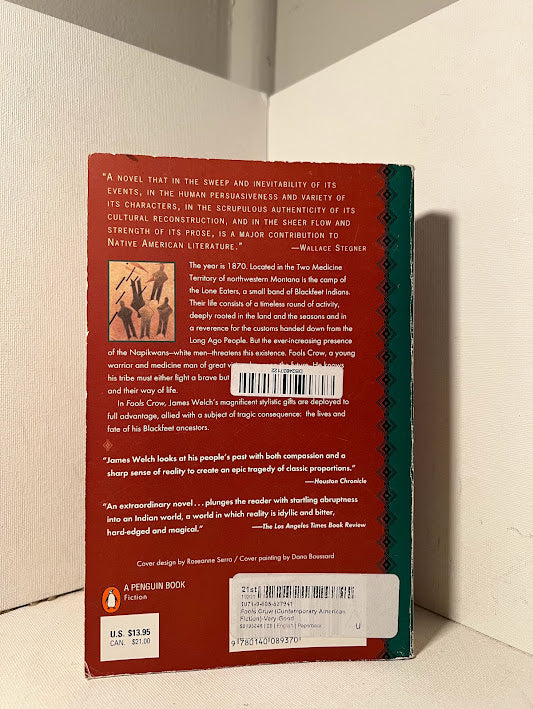 "A NOVEL THAT IN THE SWEEP AND INEVITABILITY OF ITS
EVENTS, IN THE HUMAN PERSUASIVENESS AND VARIETY OF
ITS CHARACTERS, IN THE SCRUPULOUS AUTHENTICITY OF ITS
CULTURAL RECONSTRUCTION, AND IN THE SHEER FLOW AND
STRENGTH OF ITS PROSE, IS A MAJOR CONTRIBUTION TO
NATIVE AMERICAN LITERATURE." —WALLACE STEGNER
The year is 1870. Located in the Two Medicine
Territory of northwestern Montana is the camp of
the Lone Eaters, a small band of Blackfeet Indians.
Their life consists of a timeless round of activity,
deeply rooted in the land and the seasons and in
a reverence for the customs handed down from the
Long Ago People. But the ever-increasing presence
of the Napikwans—white men—threatens this existence. Fools Crow, a young
warrior and medicine man of great
his tribe must either fight a brave but
and their way of life.
In Fools Crow, James Welch's magnificent stylistic gifts are deployed to
full advantage, allied with a subject of tragic consequence: the lives and
fate of his Blackfeet ancestors.
"James Welch looks at his people's past with both compassion and a
sharp sense of reality to create an epic tragedy of classic proportions."
—Houston Chronicle
"An extraordinary novel . . . plunges the reader with startling abruptness
into an Indian world, a world in which reality is idyllic and bitter,
hard-edged and magical." —The Los Angeles Times Book Review
Cover design by Roseanne Serra / Cover painting by Dana Boussard
A PENGUIN BOOK
Fiction
U.S. $13.95
CAN. $21.00
21st
Fools Crow (Contemporary American
Fiction)-Very Good
| English | Paperback
U
9 780140 089370